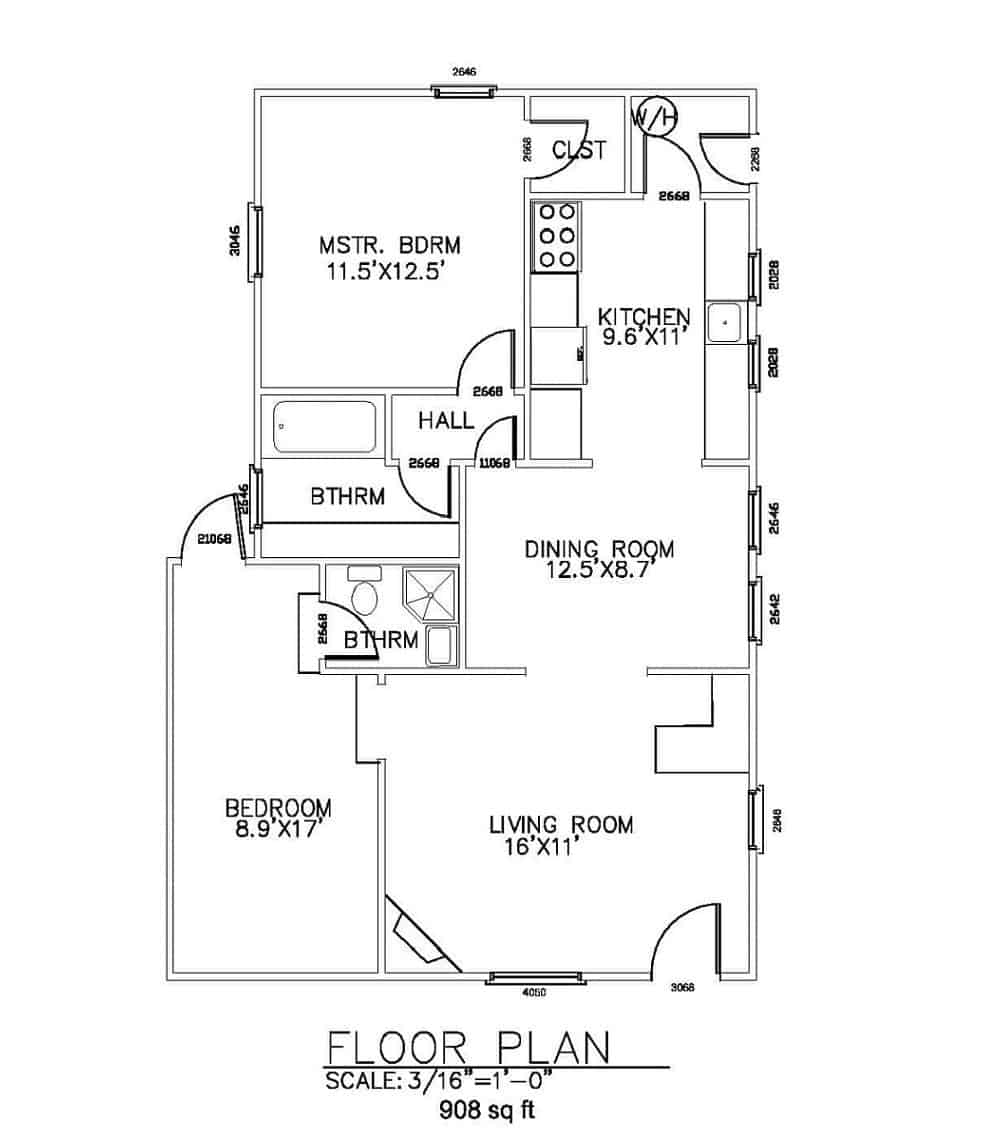 2646
W/H
CLST
2668
2268
2668
3046
MSTR. BDRM
11.5'X12.5'
2028
KITCHEN
9.6'X11'
REF.
2028
2668
HALL
2668
11068
BTHRM
2646
2646
21068
DINING ROOM
12.5'X8.7'
2642
2668
BTHRM
BEDROOM
8.9'X17'
LIVING ROOM
16'X11'
3068
FLOOR PLAN
SCALE: 3/16"=1'-0"
908 sq ft